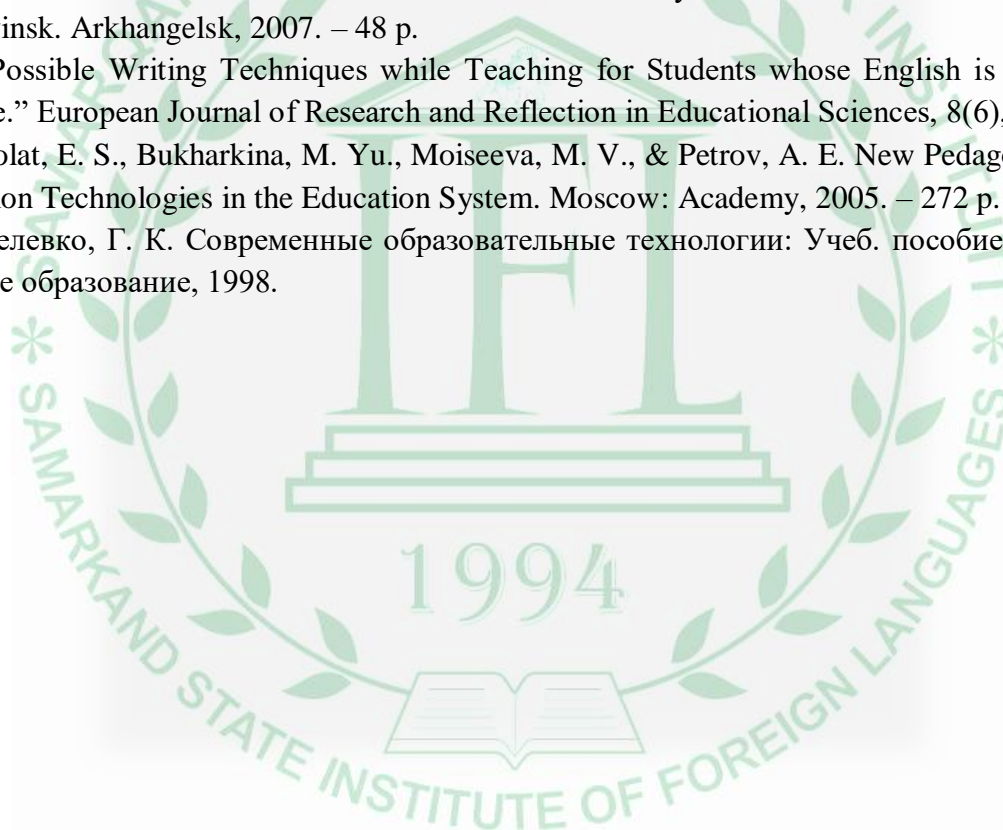 insk. Arkhangelsk, 2007. – 48 p.
Possible Writing Techniques while Teaching for Students whose English is
e.” European Journal of Research and Reflection in Educational Sciences, 8(6),
olat, E. S., Bukharkina, M. Yu., Moiseeva, M. V., & Petrov, A. E. New Pedag
on Technologies in the Education System. Moscow: Academy, 2005. – 272 p.
елевко, Г. К. Современные образовательные технологии: Учеб. пособие
е образование, 1998.
IFL
1994
* SAMARKAND STATE INSTITUTE OF FOREIGN LANGUAGES *